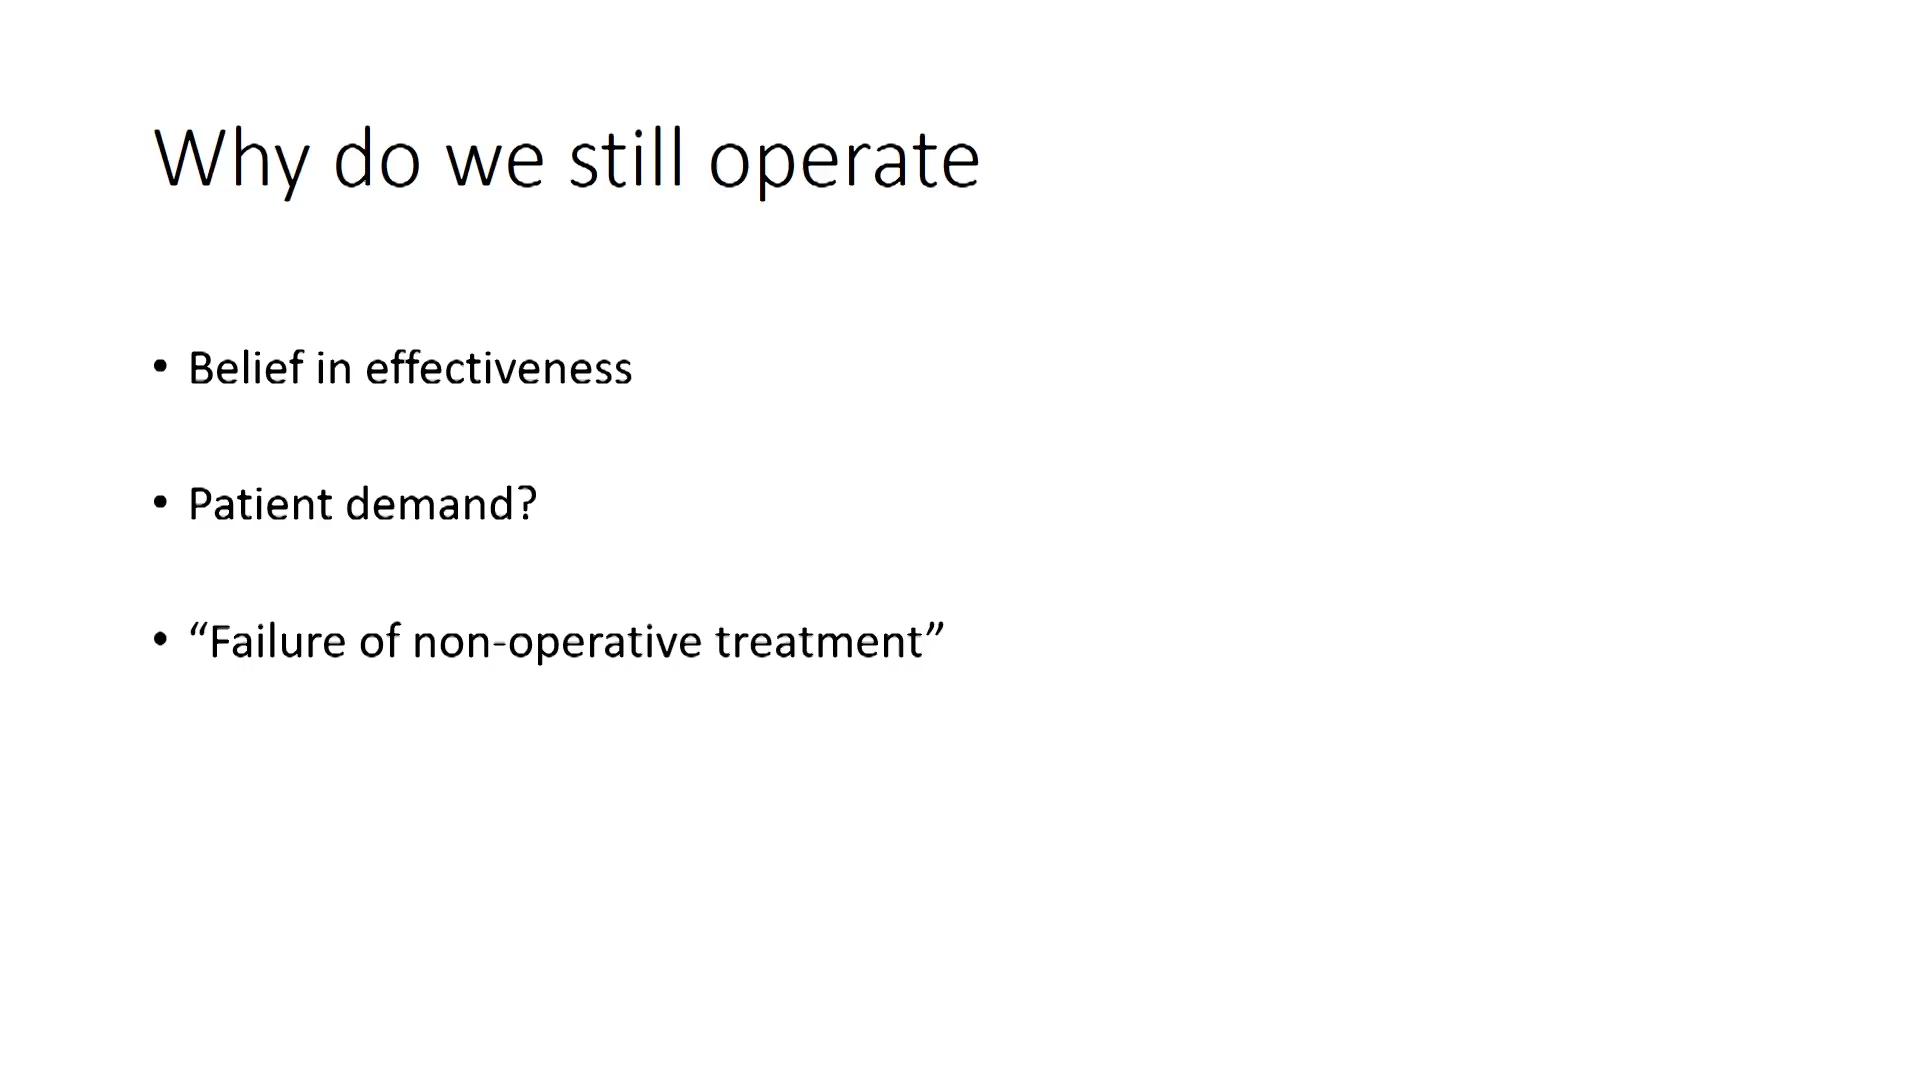 Why do we still operate
• Belief in effectiveness
• Patient demand?
• “Failure of non-operative treatment”